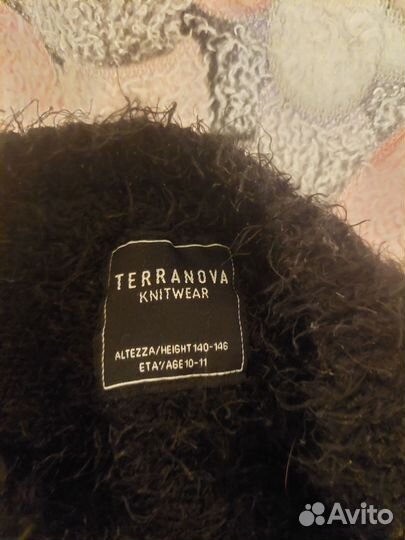 TERRANOVA
KNITWEAR
ALTEZZA/HEIGHT 140-146
ETA'/AGE 10-11
Avito